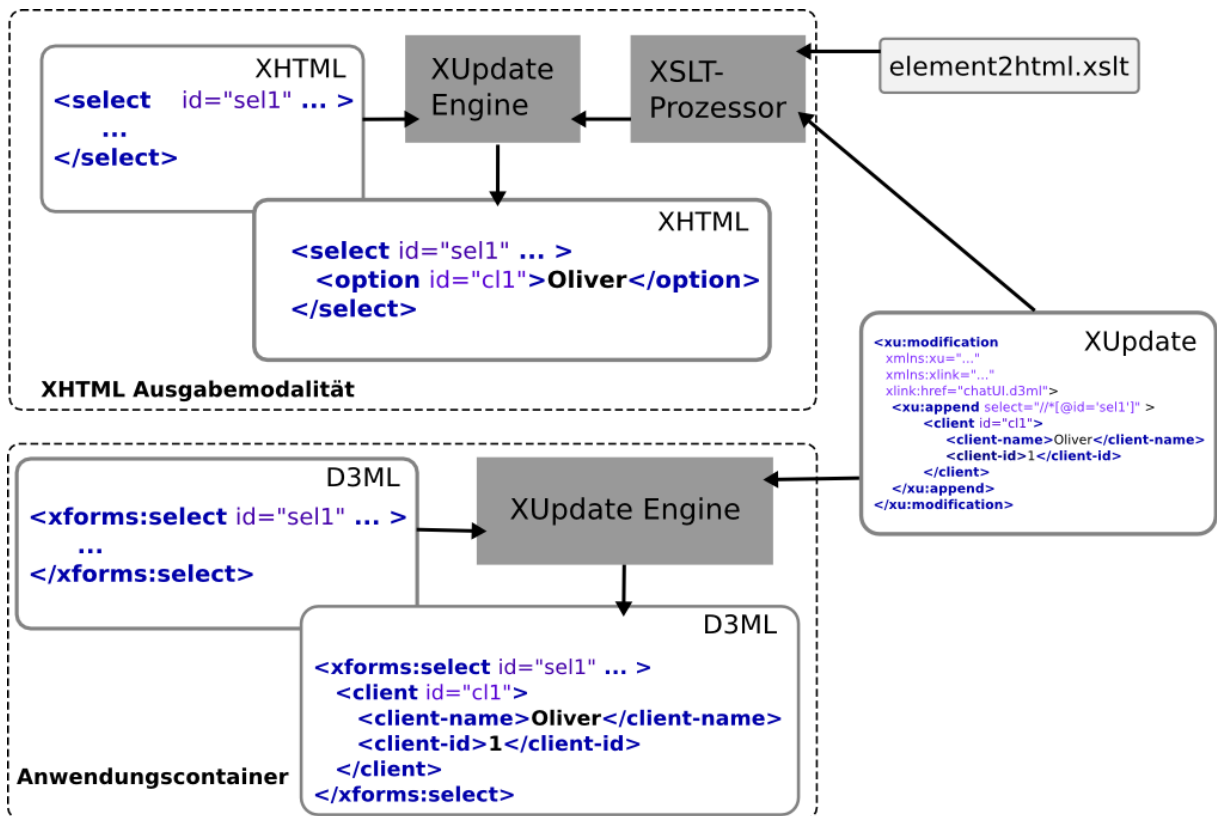 XHTML
<select id="sel1" ... >
...
</select>
XUpdate
Engine
XSLT-
Prozessor
element2html.xslt
XHTML
<select id="sel1" ... >
<option id="cl1">Oliver</option>
</select>
XHTML Ausgabemodalität
XUpdate
<xu:modification
xmlns:xu="..."
xmlns:xlink="..."
xlink:href="chatUI.d3ml">
<xu:append select="//*[@id='sel1']" >
<client id="cl1">
<client-name>Oliver</client-name>
<client-id>1</client-id>
</client>
</xu:append>
</xu:modification>
D3ML
<xforms:select id="sel1" ... >
...
</xforms:select>
XUpdate Engine
D3ML
<xforms:select id="sel1" ... >
<client id="cl1">
<client-name>Oliver</client-name>
<client-id>1</client-id>
</client>
</xforms:select>
Anwendungscontainer